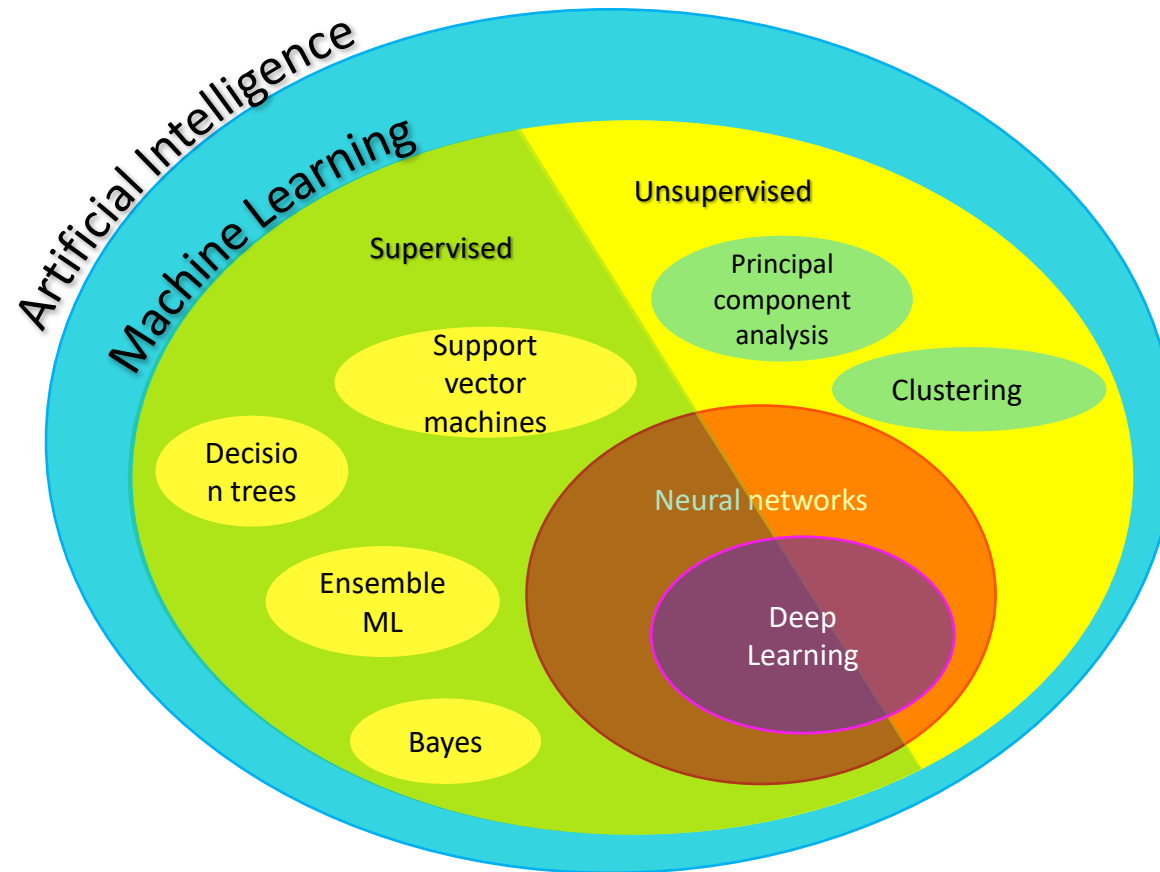 Artificial Intelligence
Machine Learning
Supervised
Unsupervised
Principal
component
analysis
Clustering
Support
vector
machines
Decisio
n trees
Ensemble
ML
Bayes
Neural networks
Deep
Learning